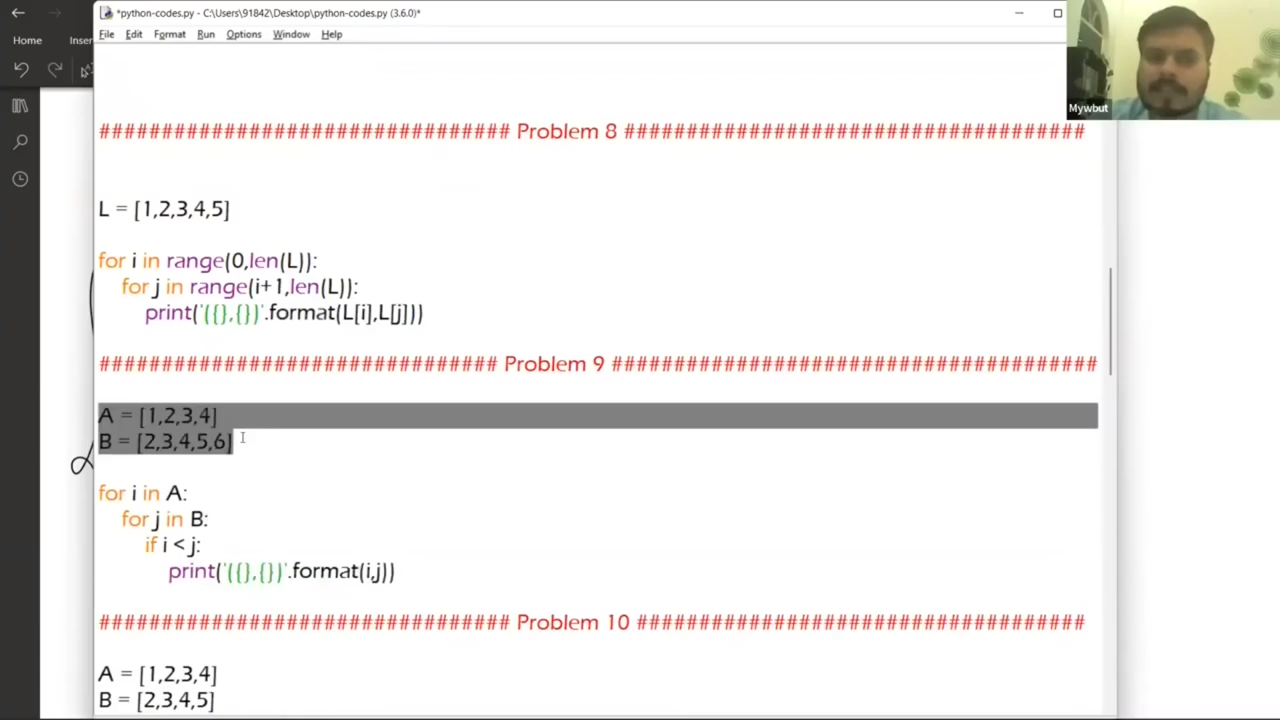 *python-codes.py - C:\Users\91842\Desktop\python-codes.py (3.6.0)*
Home
File Edit Format Run Options Window Help
Mywbut
################################# Problem 8 #####################################
L = [1,2,3,4,5]
for i in range(0,len(L)):
for j in range(i+1,len(L)):
print('({},{})'.format(L[i],L[j]))
################################ Problem 9 #######################################
A = [1,2,3,4]
B = [2,3,4,5,6]
for i in A:
for j in B:
if i < j:
print('({},{})'.format(i,j))
################################# Problem 10 ####################################
A = [1,2,3,4]
B = [2,3,4,5]